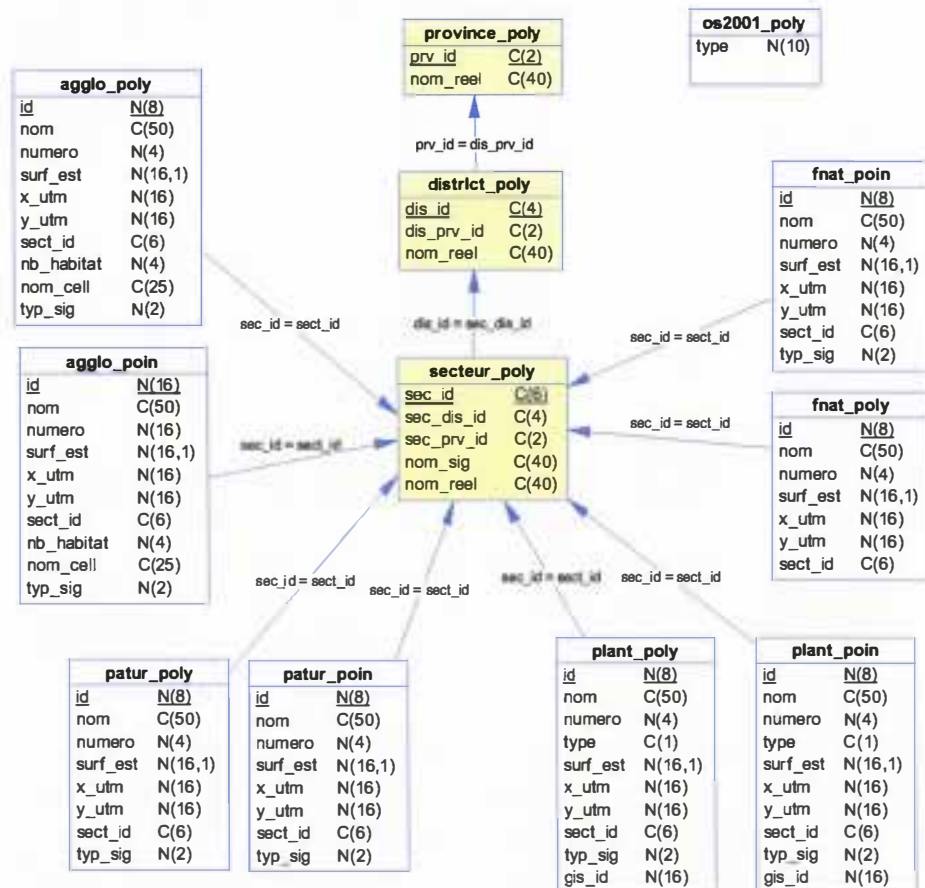 province_poly
prv_id C(2)
nom_reel C(40)
os2001_poly
type N(10)
agglo_poly
id N(8)
nom C(50)
numero N(4)
surf_est N(16,1)
x_utm N(16)
y_utm N(16)
sect_id C(6)
nb_habitat N(4)
nom_cell C(25)
typ_sig N(2)
prv_id = dis_prv_id
district_poly
dis_id C(4)
dis_prv_id C(2)
nom_reel C(40)
fnat_poin
id N(8)
nom C(50)
numero N(4)
surf_est N(16,1)
x_utm N(16)
y_utm N(16)
sect_id C(6)
typ_sig N(2)
sec_id = sect_id
dis_id = sec_dis_id
sec_id = sect_id
agglo_poin
id N(16)
nom C(50)
numero N(16)
surf_est N(16,1)
x_utm N(16)
y_utm N(16)
sect_id C(6)
nb_habitat N(4)
nom_cell C(25)
typ_sig N(2)
sec_id = sect_id
secteur_poly
sec_id C(6)
sec_dis_id C(4)
sec_prv_id C(2)
nom_sig C(40)
nom_reel C(40)
sec_id = sect_id
fnat_poly
id N(8)
nom C(50)
numero N(4)
surf_est N(16,1)
x_utm N(16)
y_utm N(16)
sect_id C(6)
sec_id = sect_id
sec_id = sect_id
sec_id = sect_id
sec_id = sect_id
patur_poly
id N(8)
nom C(50)
numero N(4)
surf_est N(16,1)
x_utm N(16)
y_utm N(16)
sect_id C(6)
typ_sig N(2)
patur_poin
id N(8)
nom C(50)
numero N(4)
surf_est N(16,1)
x_utm N(16)
y_utm N(16)
sect_id C(6)
typ_sig N(2)
plant_poly
id N(8)
nom C(50)
numero N(4)
type C(1)
surf_est N(16,1)
x_utm N(16)
y_utm N(16)
sect_id C(6)
typ_sig N(2)
gis_id N(16)
plant_poin
id N(8)
nom C(50)
numero N(4)
type C(1)
surf_est N(16,1)
x_utm N(16)
y_utm N(16)
sect_id C(6)
typ_sig N(2)
gis_id N(16)